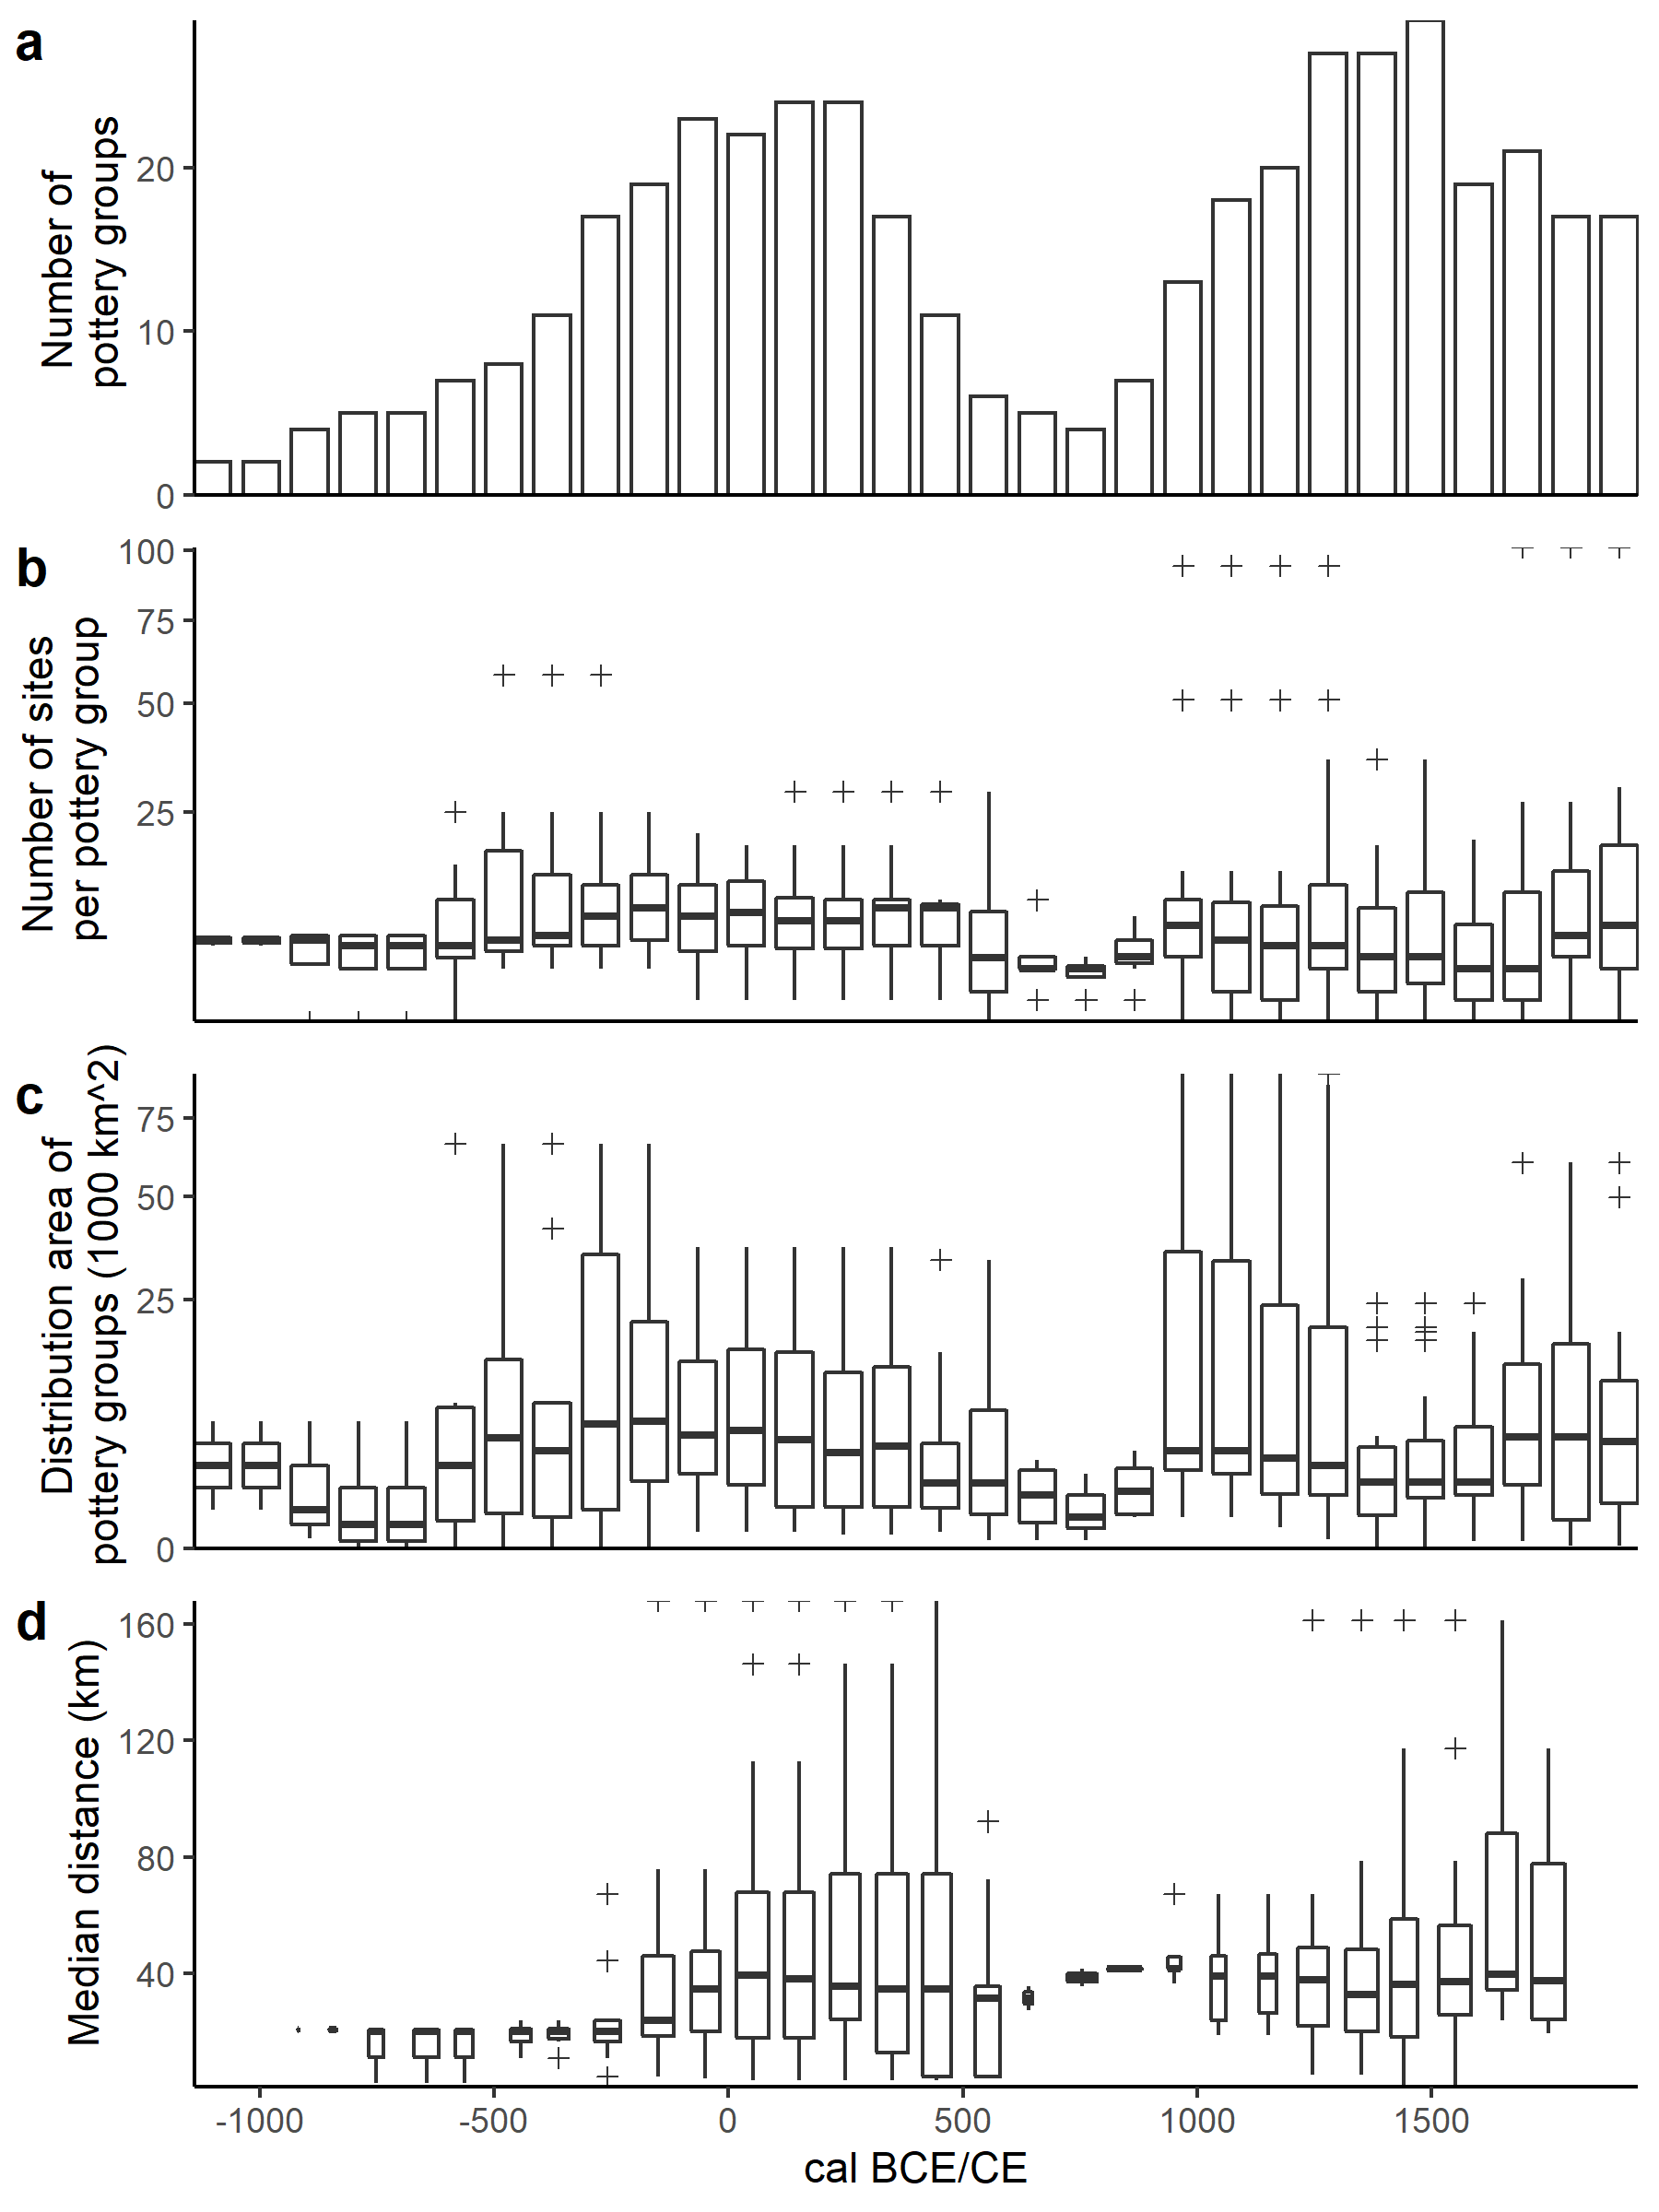 a
Number of
pottery groups
20
10
0
b
Number of sites
per pottery group
100
75
50
25
c
Distribution area of
pottery groups (1000 km^2)
75
50
25
0
d
Median distance (km)
160
120
80
40
-1000 -500 0 500 1000 1500
cal BCE/CE